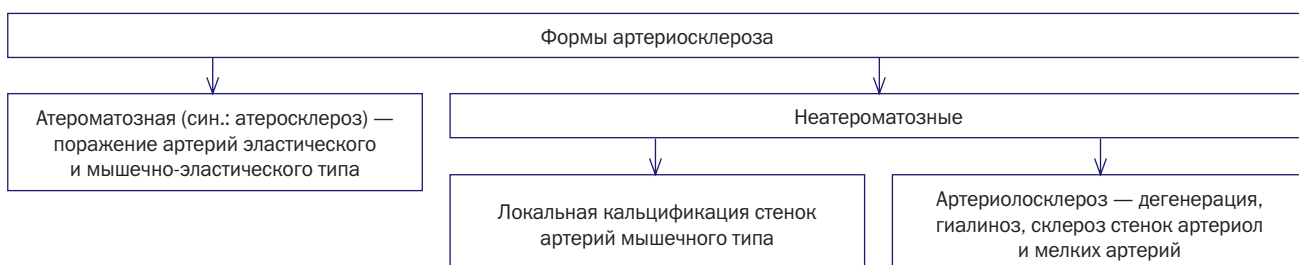 Формы артериосклероза
Атероматозная (син.: атеросклероз) —
поражение артерий эластического
и мышечно-эластического типа
Неатероматозные
Локальная кальцификация стенок
артерий мышечного типа
Артериолосклероз — дегенерация,
гиалиноз, склероз стенок артериол
и мелких артерий